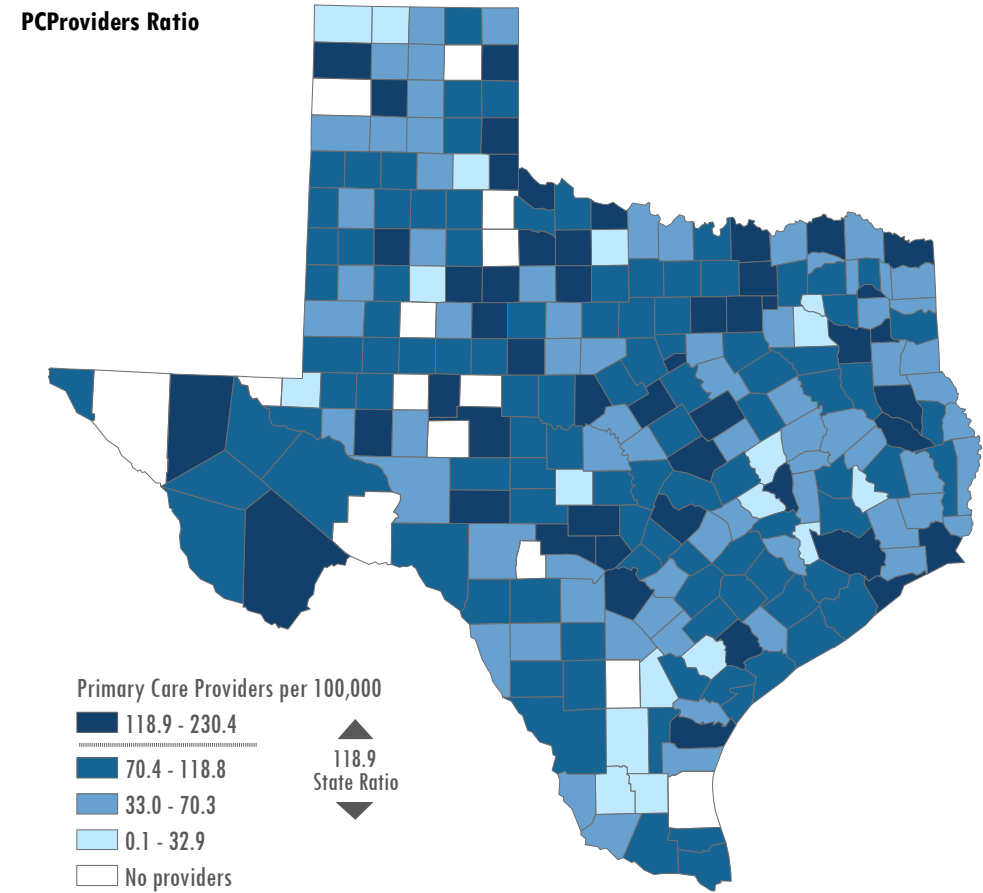 PCProviders Ratio
Primary Care Providers per 100,000
118.9 - 230.4
70.4 - 118.8
33.0 - 70.3
0.1 - 32.9
No providers
118.9
State Ratio